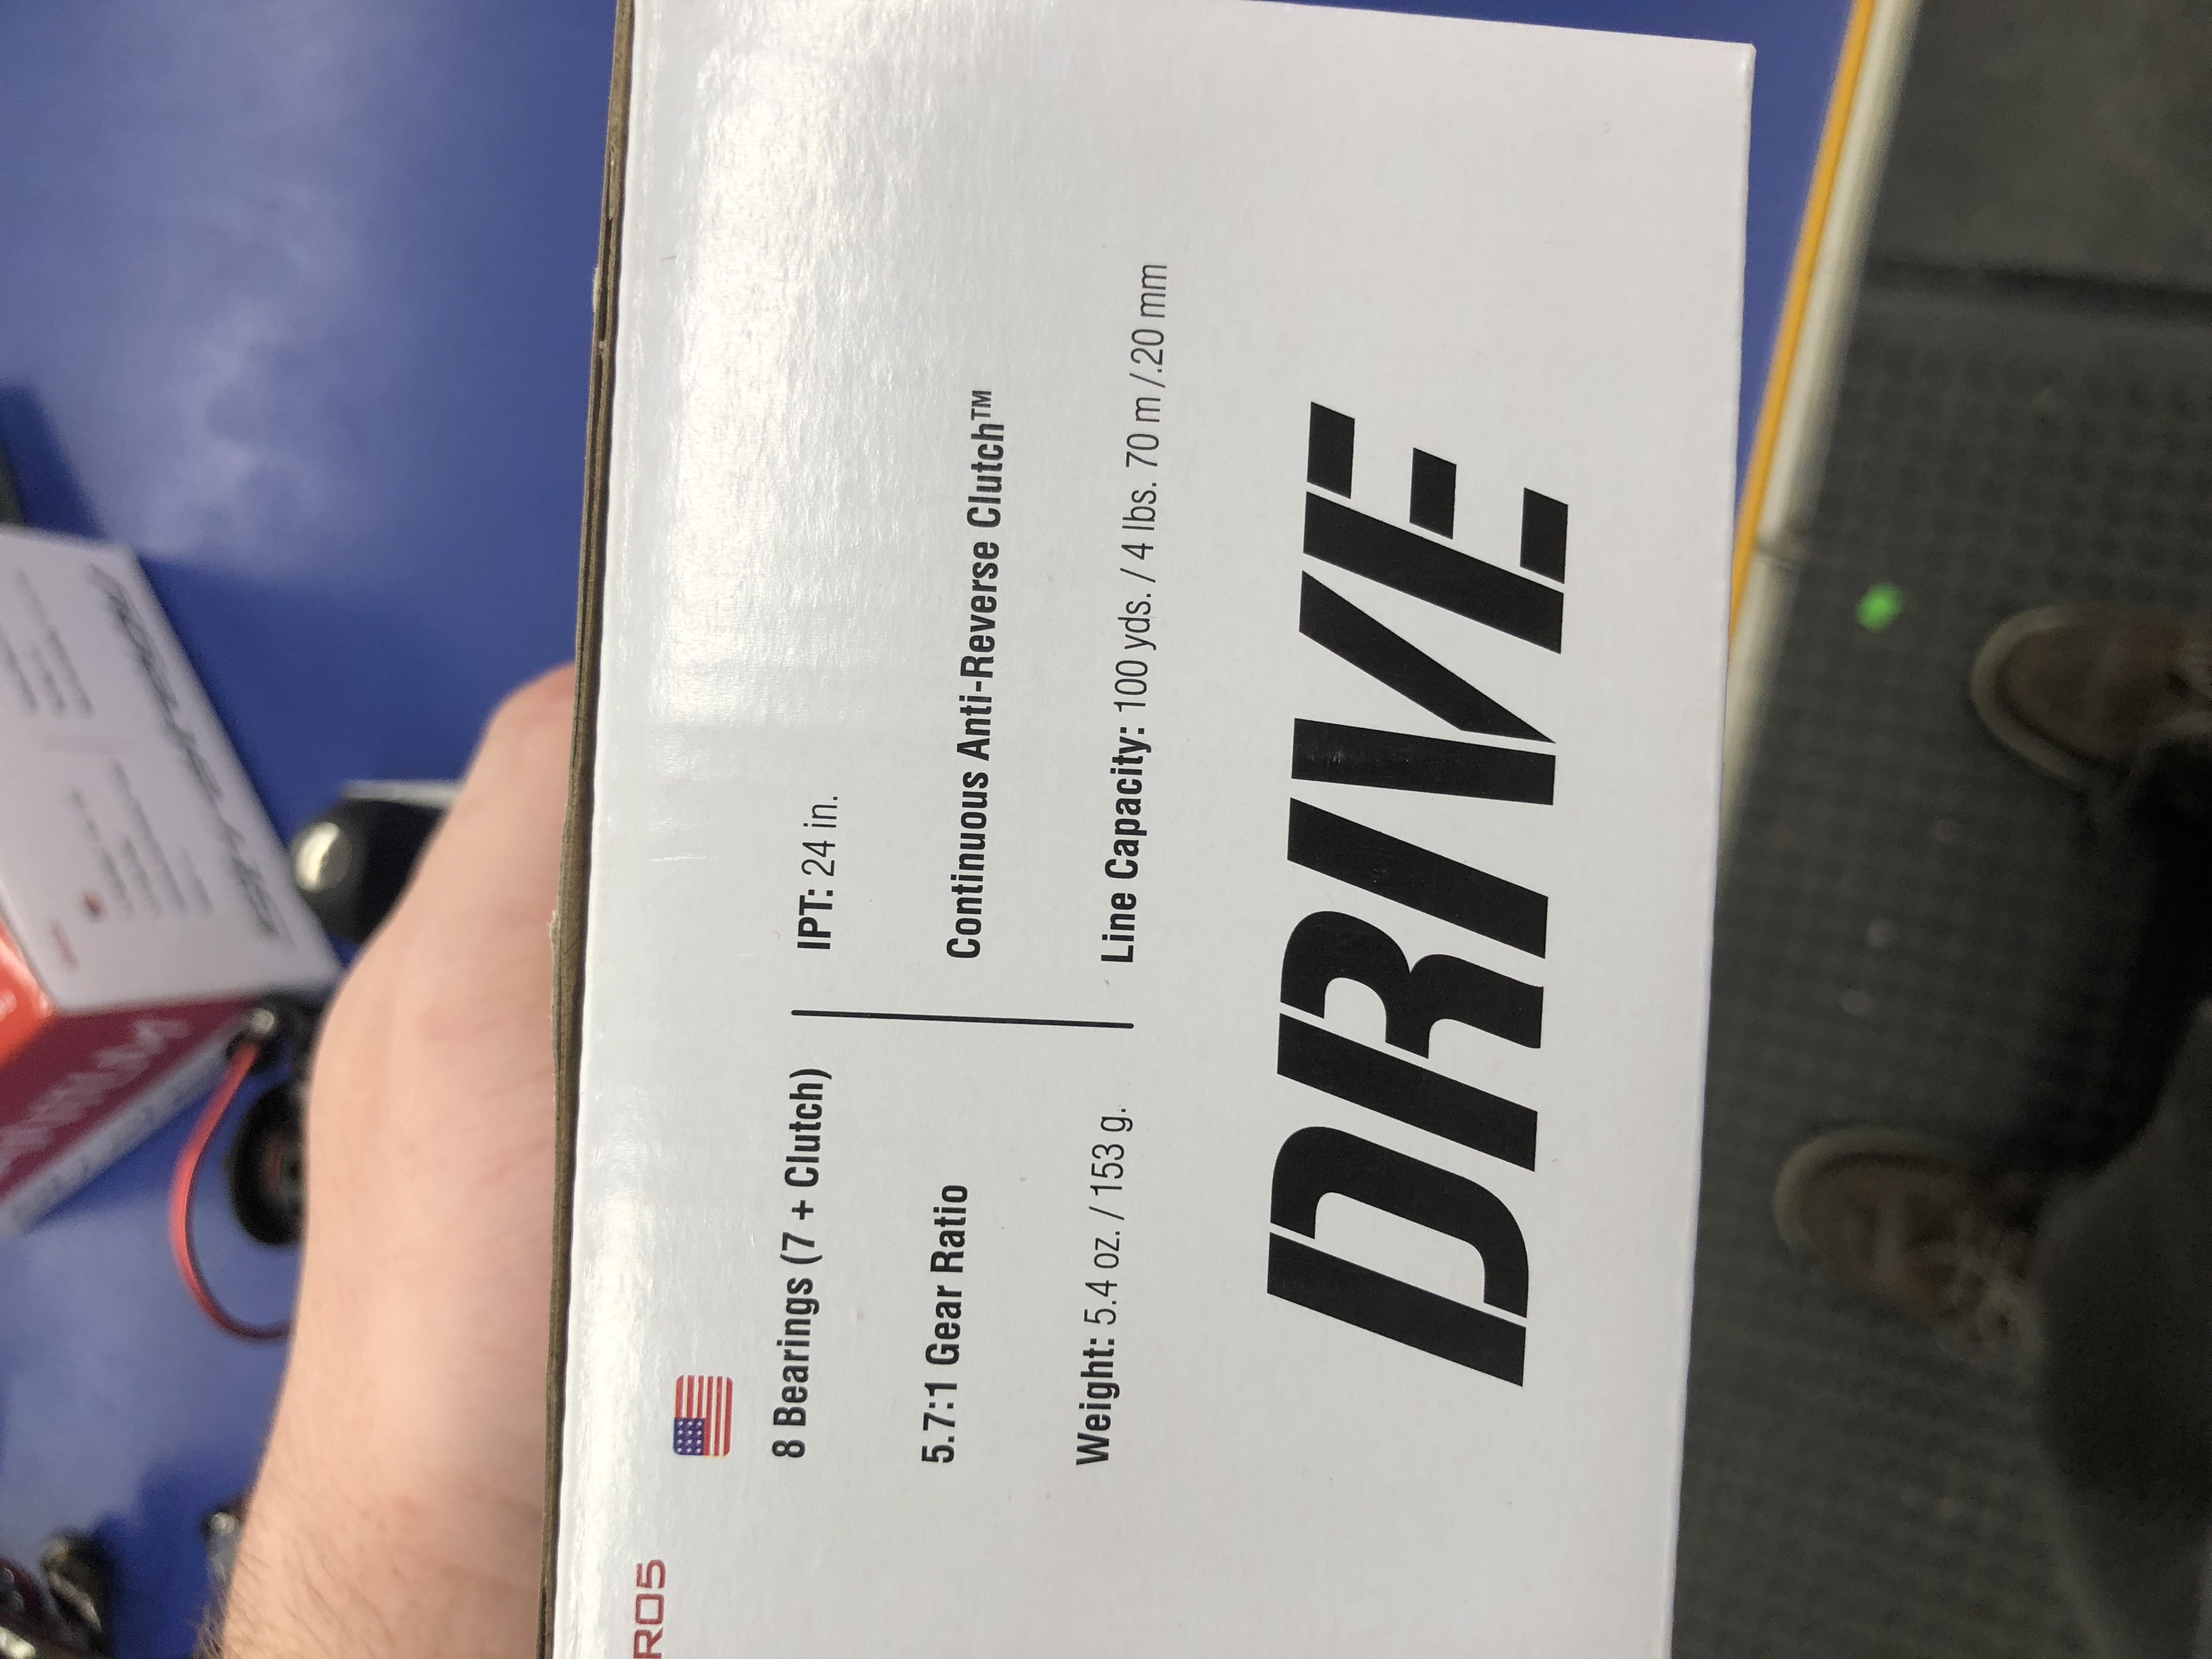 R05
8 Bearings (7 + Clutch)
IPT: 24 in.
5.7:1 Gear Ratio
Continuous Anti-Reverse Clutch™
Weight: 5.4 oz. / 153 g.
Line Capacity: 100 yds. / 4 lbs. 70 m /.20 mm
DRIVE